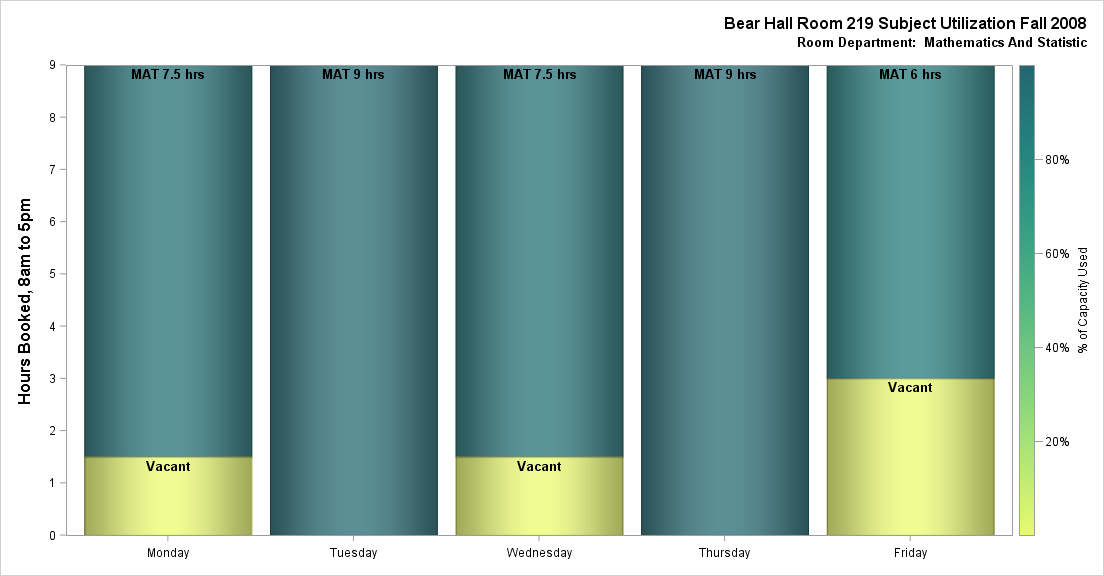 Bear Hall Room 219 Subject Utilization Fall 2008
Room Department:  Mathematics And Statistic
Hours Booked, 8am to 5pm
9
8
7
6
5
4
3
2
1
0
MAT 7.5 hrs
MAT 9 hrs
MAT 7.5 hrs
MAT 9 hrs
MAT 6 hrs
Vacant
Vacant
Vacant
Monday
Tuesday
Wednesday
Thursday
Friday
80%
60%
40%
20%
% of Capacity Used